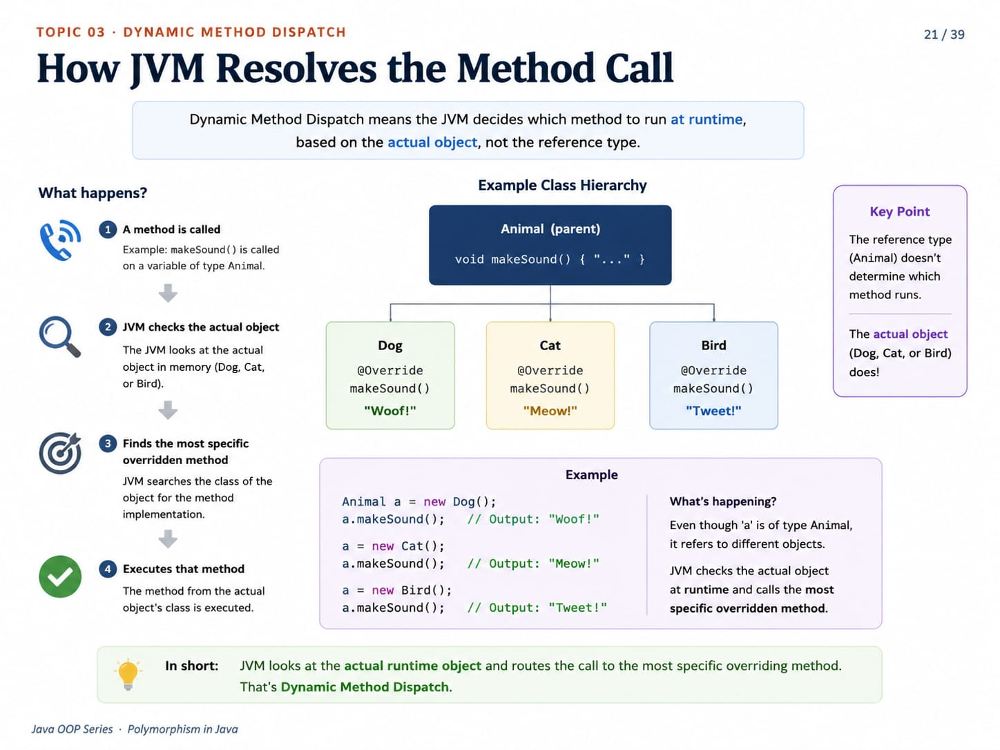 TOPIC 03 · DYNAMIC METHOD DISPATCH
21 / 39
How JVM Resolves the Method Call
Dynamic Method Dispatch means the JVM decides which method to run at runtime,
based on the actual object, not the reference type.
What happens?
1 A method is called
Example: makeSound() is called
on a variable of type Animal.
2 JVM checks the actual object
The JVM looks at the actual
object in memory (Dog, Cat,
or Bird).
3 Finds the most specific
overridden method
JVM searches the class of the
object for the method
implementation.
4 Executes that method
The method from the actual
object's class is executed.
Example Class Hierarchy
Animal (parent)
void makeSound() { "..." }
Dog
@Override
makeSound()
"Woof!"
Cat
@Override
makeSound()
"Meow!"
Bird
@Override
makeSound()
"Tweet!"
Key Point
The reference type
(Animal) doesn't
determine which
method runs.
The actual object
(Dog, Cat, or Bird)
does!
Example
Animal a = new Dog();
a.makeSound(); // Output: "Woof!"
a = new Cat();
a.makeSound(); // Output: "Meow!"
a = new Bird();
a.makeSound(); // Output: "Tweet!"
What's happening?
Even though 'a' is of type Animal,
it refers to different objects.
JVM checks the actual object
at runtime and calls the most
specific overridden method.
In short: JVM looks at the actual runtime object and routes the call to the most specific overriding method.
That's Dynamic Method Dispatch.
Java OOP Series · Polymorphism in Java